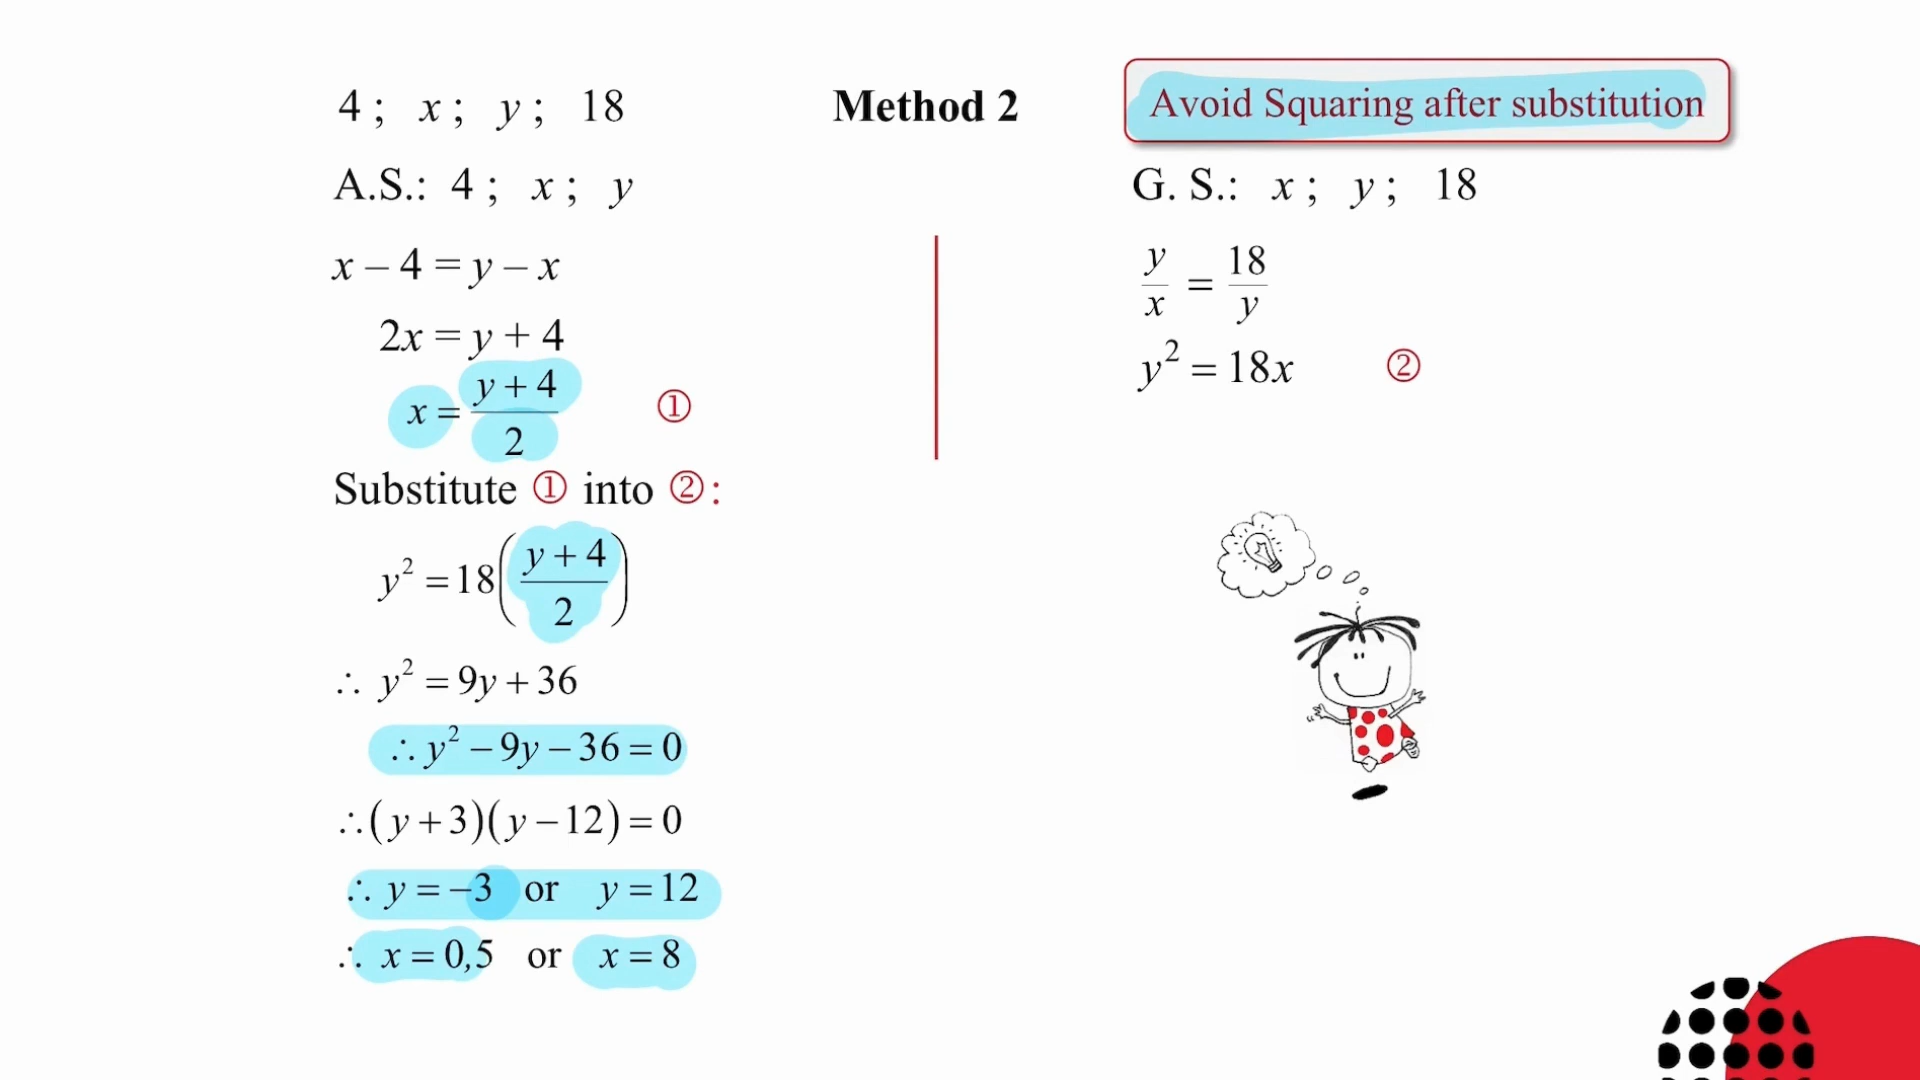 4 ; x ; y ; 18
Method 2
Avoid Squaring after substitution
A.S.: 4 ; x ; y
x – 4 = y – x
2x = y + 4
x = (y + 4)/2 ①
G. S.: x ; y ; 18
y/x = 18/y
y² = 18x ②
Substitute ① into ②:
y² = 18((y + 4)/2)
∴ y² = 9y + 36
∴ y² – 9y – 36 = 0
∴ (y + 3)(y – 12) = 0
∴ y = –3 or y = 12
∴ x = 0,5 or x = 8